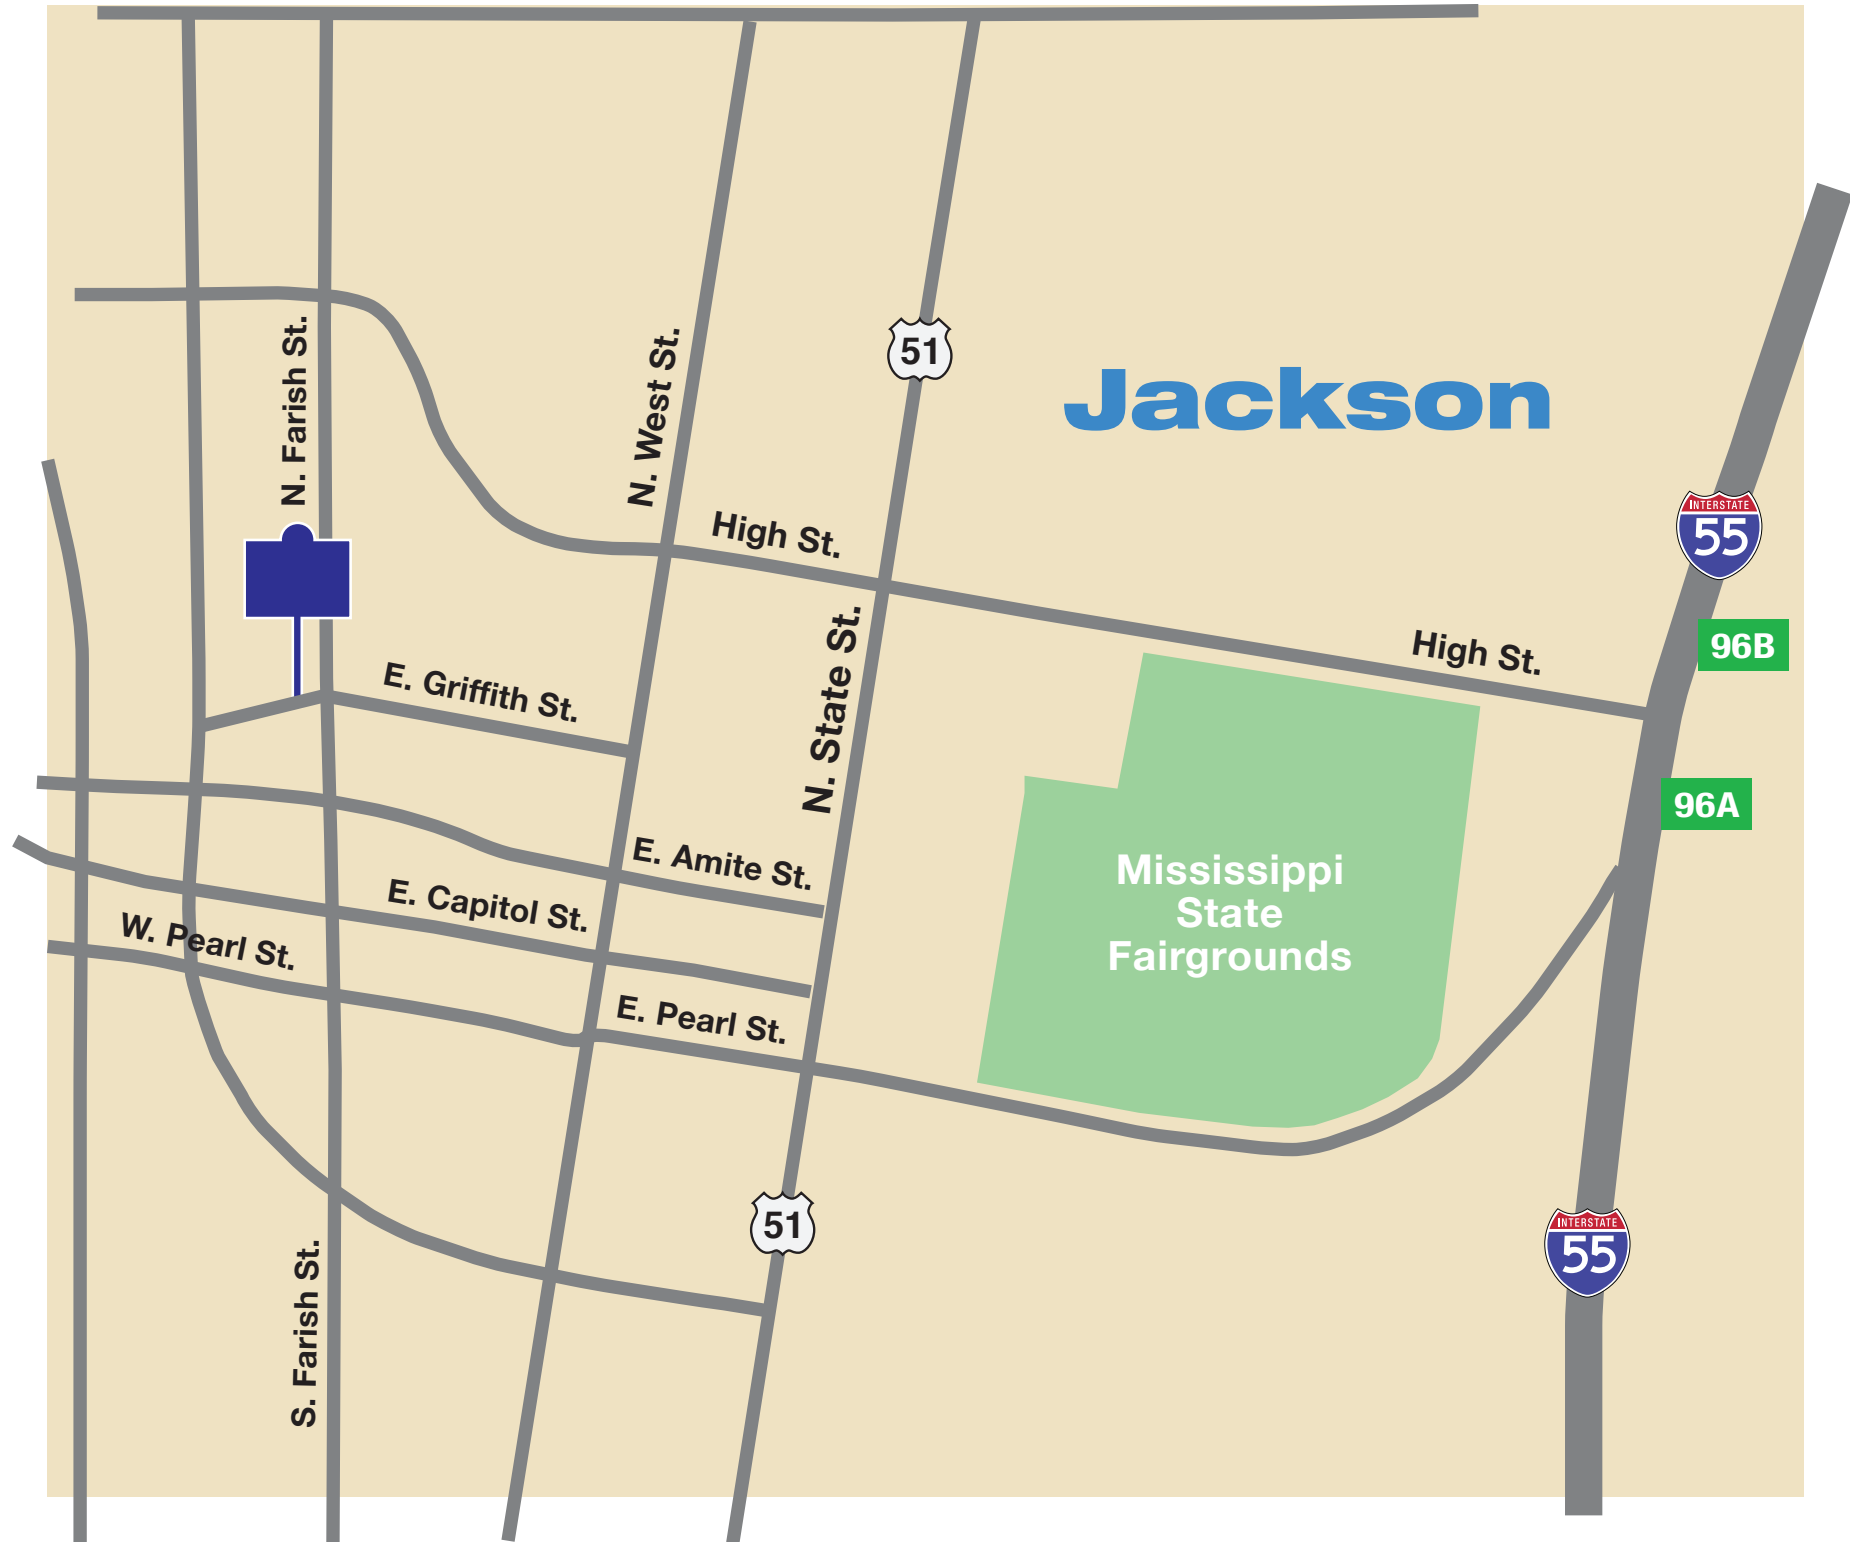 N. Farish St.
N. West St.
51
Jackson
INTERSTATE
55
High St.
N. State St.
High St.
96B
E. Griffith St.
96A
E. Amite St.
Mississippi
State
Fairgrounds
E. Capitol St.
W. Pearl St.
E. Pearl St.
51
INTERSTATE
55
S. Farish St.